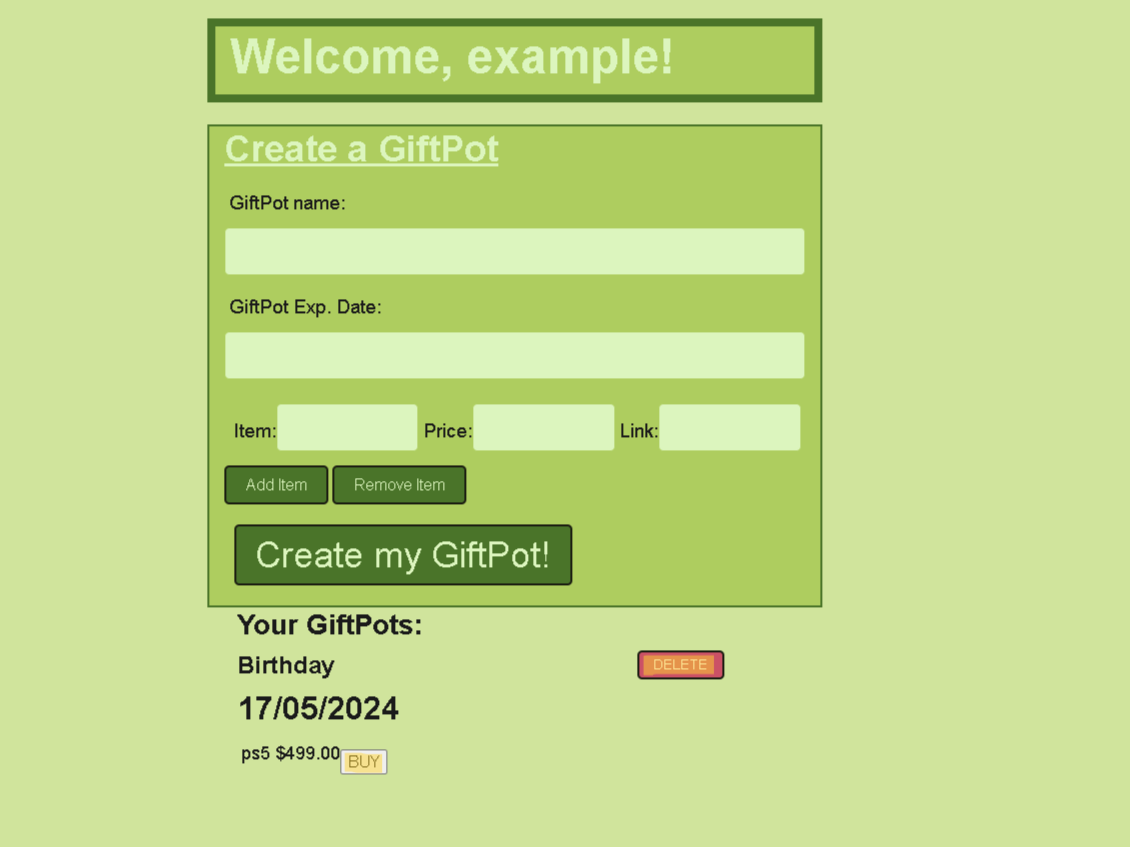 Welcome, example!
Create a GiftPot
GiftPot name:
GiftPot Exp. Date:
Item: Price: Link:
Add Item Remove Item
Create my GiftPot!
Your GiftPots:
Birthday DELETE
17/05/2024
ps5 $499.00 BUY